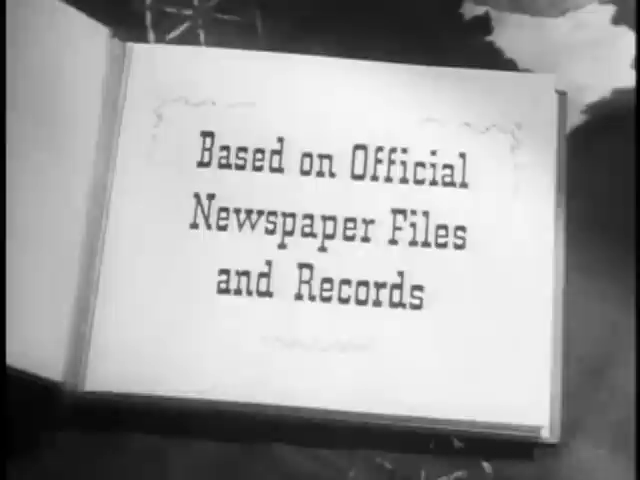 Based on Official
Newspaper Files
and Records